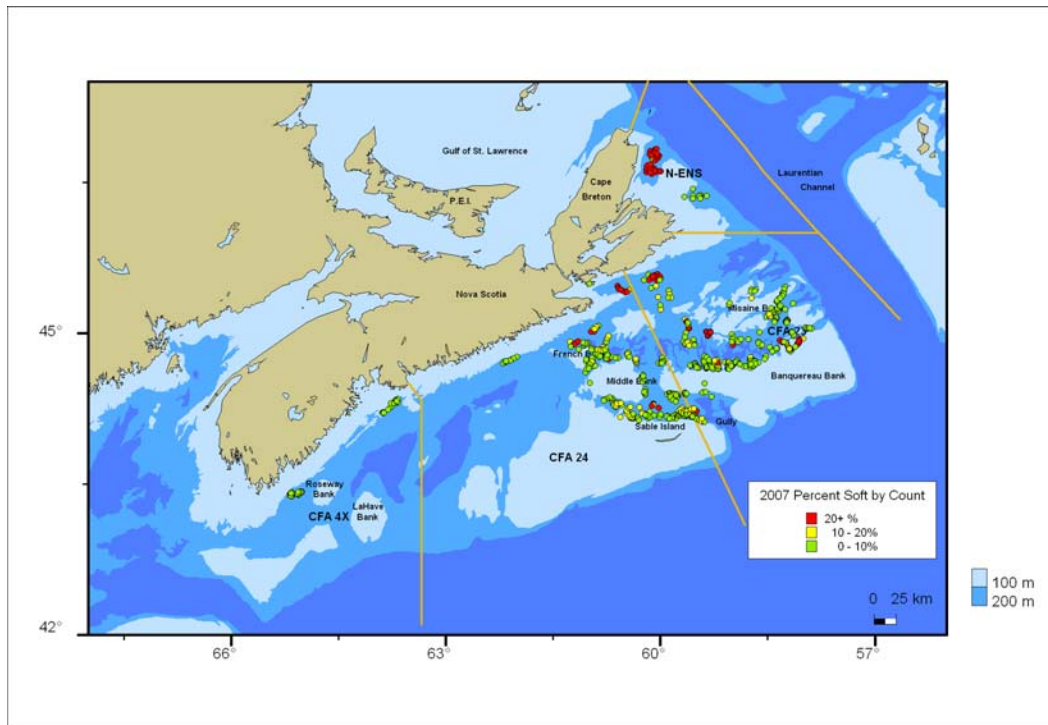 Gulf of St. Lawrence
Cape
Breton
P.E.I.
N-ENS
Laurentian
Channel
Nova Scotia
45°
Misaine B
CFA 23
French B
Middle Bank
Banquereau Bank
Sable Island
Gully
CFA 24
Roseway
Bank
LaHave
Bank
CFA 4X
2007 Percent Soft by Count
20+ %
10 - 20%
0 - 10%
100 m
200 m
0 25 km
42°
66°
63°
60°
57°